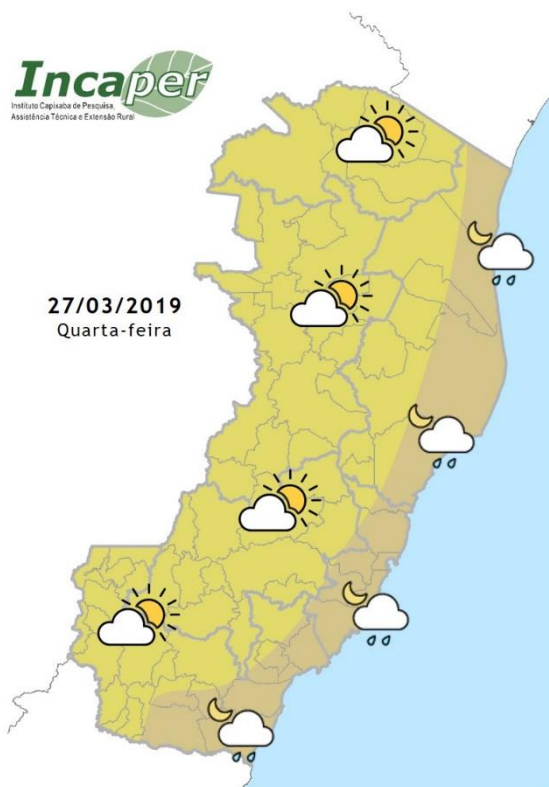 Incaper
Instituto Capixaba de Pesquisa,
Assistência Técnica e Extensão Rural
27/03/2019
Quarta-feira